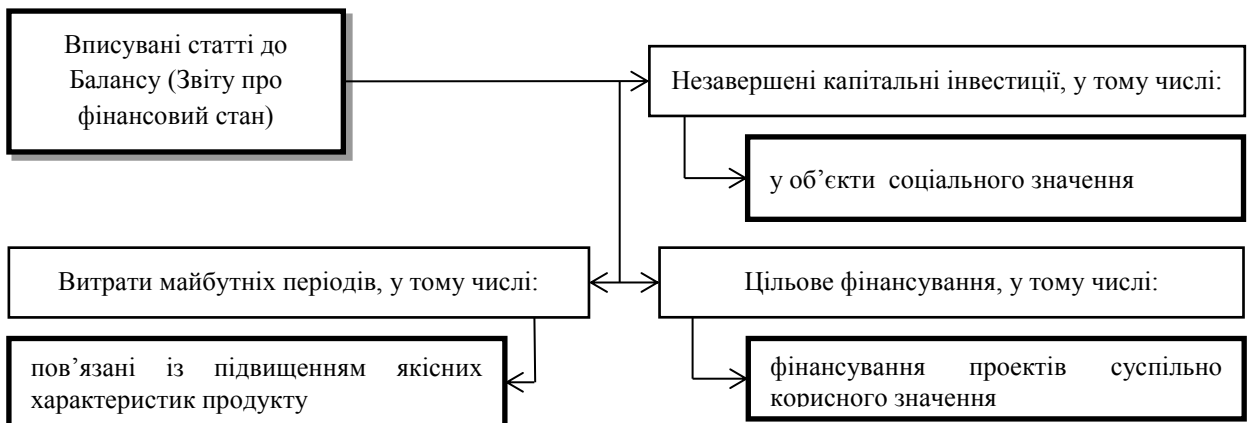 Вписувані статті до
Балансу (Звіту про
фінансовий стан)
Незавершені капітальні інвестиції, у тому числі:
у об’єкти соціального значення
Витрати майбутніх періодів, у тому числі:
Цільове фінансування, у тому числі:
пов’язані із підвищенням якісних
характеристик продукту
фінансування проектів суспільно
корисного значення